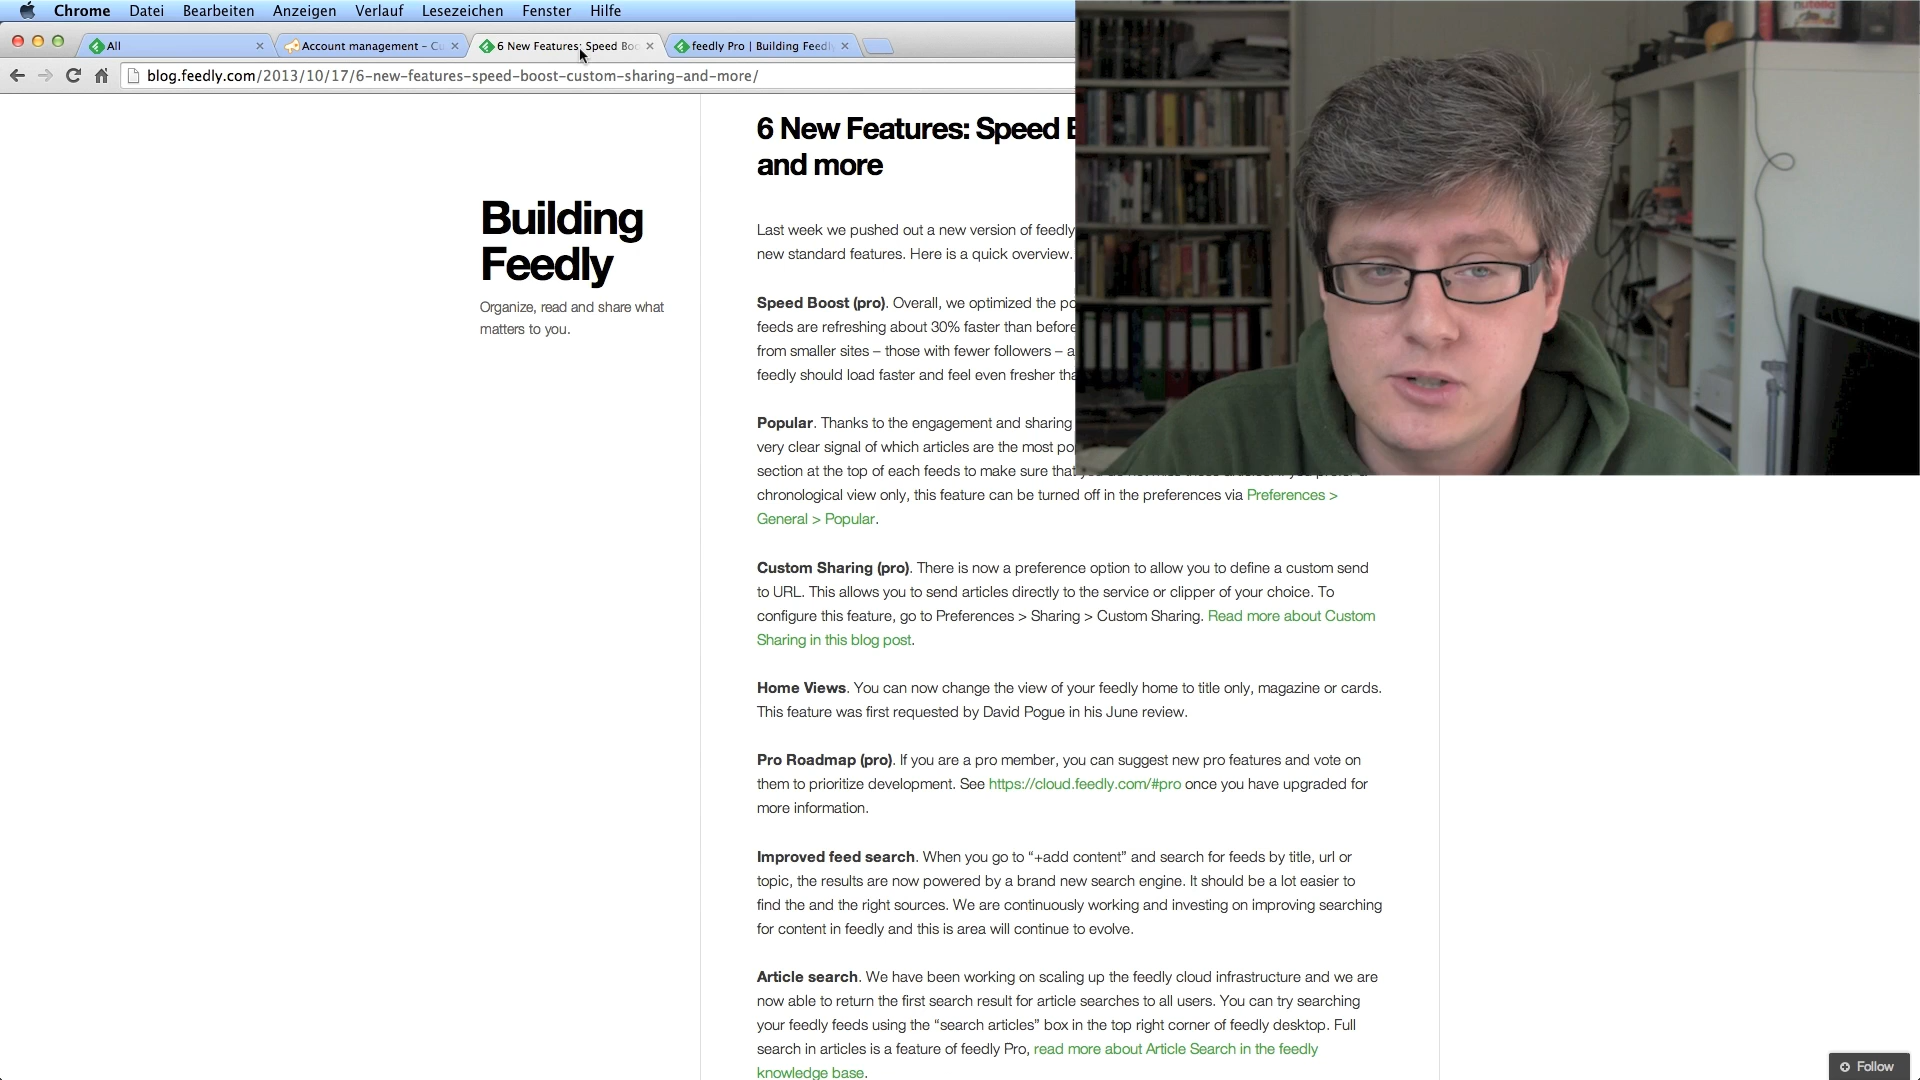 Chrome Datei Bearbeiten Anzeigen Verlauf Lesezeichen Fenster Hilfe
All
Account management – Cu
6 New Features: Speed Boo
feedly Pro | Building Feedly
blog.feedly.com/2013/10/17/6-new-features-speed-boost-custom-sharing-and-more/
Building
Feedly
Organize, read and share what
matters to you.
6 New Features: Speed B
and more
Last week we pushed out a new version of feedly
new standard features. Here is a quick overview.
Speed Boost (pro). Overall, we optimized the po
feeds are refreshing about 30% faster than before
from smaller sites – those with fewer followers – a
feedly should load faster and feel even fresher tha
Popular. Thanks to the engagement and sharing
very clear signal of which articles are the most po
section at the top of each feeds to make sure that
chronological view only, this feature can be turned off in the preferences via Preferences >
General > Popular.
Custom Sharing (pro). There is now a preference option to allow you to define a custom send
to URL. This allows you to send articles directly to the service or clipper of your choice. To
configure this feature, go to Preferences > Sharing > Custom Sharing. Read more about Custom
Sharing in this blog post.
Home Views. You can now change the view of your feedly home to title only, magazine or cards.
This feature was first requested by David Pogue in his June review.
Pro Roadmap (pro). If you are a pro member, you can suggest new pro features and vote on
them to prioritize development. See https://cloud.feedly.com/#pro once you have upgraded for
more information.
Improved feed search. When you go to “+add content” and search for feeds by title, url or
topic, the results are now powered by a brand new search engine. It should be a lot easier to
find the and the right sources. We are continuously working and investing on improving searching
for content in feedly and this is area will continue to evolve.
Article search. We have been working on scaling up the feedly cloud infrastructure and we are
now able to return the first search result for article searches to all users. You can try searching
your feedly feeds using the “search articles” box in the top right corner of feedly desktop. Full
search in articles is a feature of feedly Pro, read more about Article Search in the feedly
knowledge base.
Follow
nutella